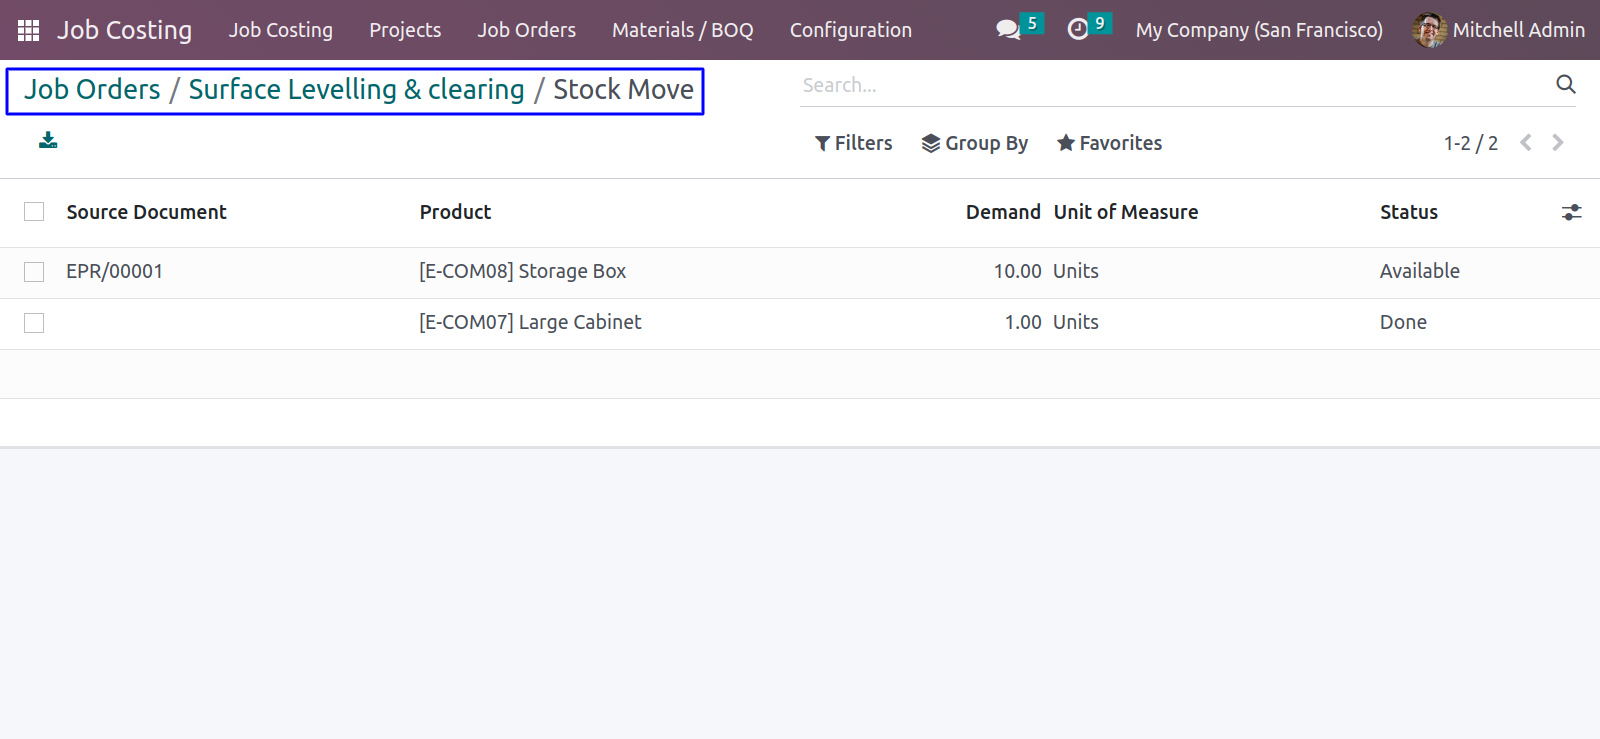 Job Costing Job Costing Projects Job Orders Materials / BOQ Configuration 5 9 My Company (San Francisco) Mitchell Admin
Job Orders / Surface Levelling & clearing / Stock Move Search...
Filters Group By Favorites 1-2 / 2
Source Document Product Demand Unit of Measure Status
EPR/00001 [E-COM08] Storage Box 10.00 Units Available
[E-COM07] Large Cabinet 1.00 Units Done